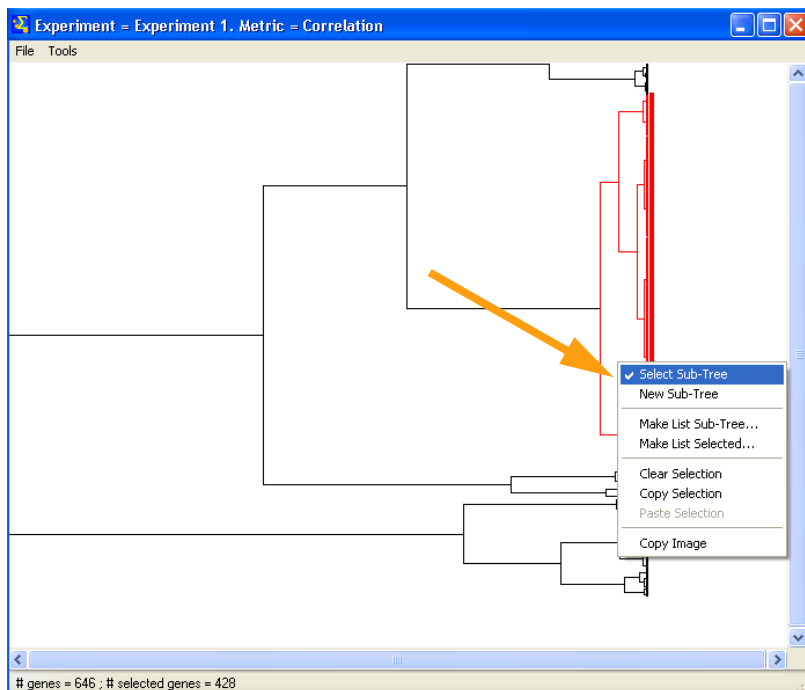 Experiment = Experiment 1. Metric = Correlation
File Tools
Select Sub-Tree
New Sub-Tree
Make List Sub-Tree...
Make List Selected...
Clear Selection
Copy Selection
Paste Selection
Copy Image
# genes = 646 ; # selected genes = 428